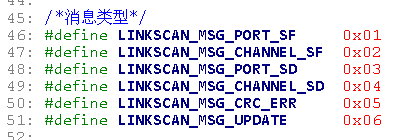 45: /*消息类型*/
46: #define LINKSCAN_MSG_PORT_SF 0x01
47: #define LINKSCAN_MSG_CHANNEL_SF 0x02
48: #define LINKSCAN_MSG_PORT_SD 0x03
49: #define LINKSCAN_MSG_CHANNEL_SD 0x04
50: #define LINKSCAN_MSG_CRC_ERR 0x05
51: #define LINKSCAN_MSG_UPDATE 0x06
52: